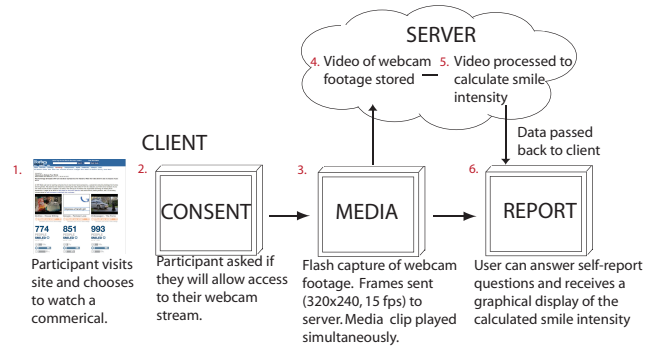 SERVER
4. Video of webcam
footage stored
5. Video processed to
calculate smile
intensity
Data passed
back to client
CLIENT
1.
774
851
993
Participant visits
site and chooses
to watch a
commerical.
2.
CONSENT
Participant asked if
they will allow access
to their webcam
stream.
3.
MEDIA
Flash capture of webcam
footage. Frames sent
(320x240, 15 fps) to
server. Media clip played
simultaneously.
6.
REPORT
User can answer self-report
questions and receives a
graphical display of the
calculated smile intensity